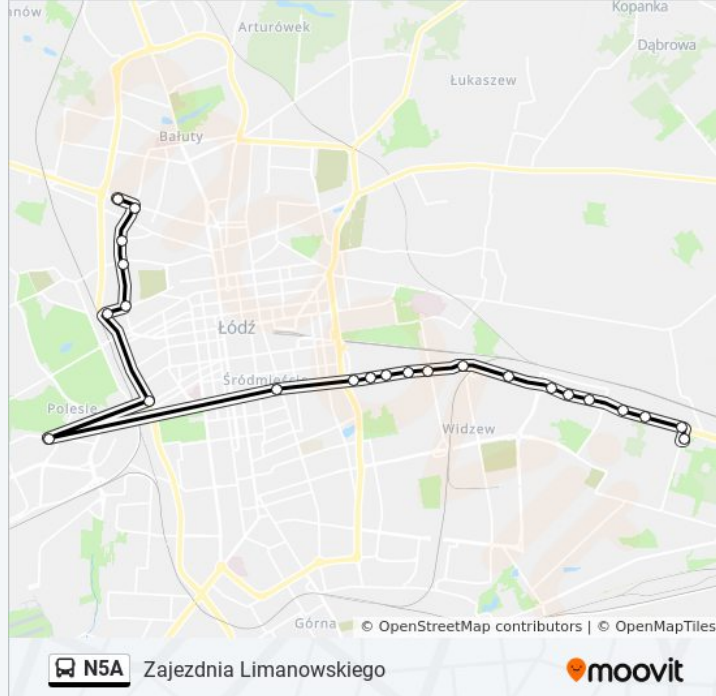 Kopanka
anów
Arturówek
Dąbrowa
Łukaszew
Bałuty
Łódź
Śródmieście
Polesie
Widzew
Górna
© OpenStreetMap contributors | © OpenMapTiles
N5A Zajezdnia Limanowskiego
moovit